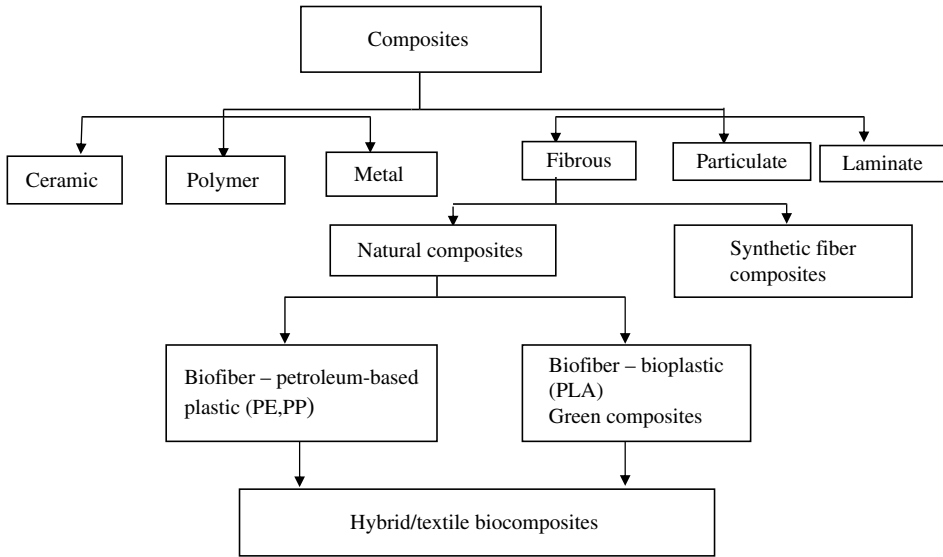 Composites
Ceramic
Polymer
Metal
Fibrous
Particulate
Laminate
Natural composites
Synthetic fiber
composites
Biofiber – petroleum-based
plastic (PE,PP)
Biofiber – bioplastic
(PLA)
Green composites
Hybrid/textile biocomposites